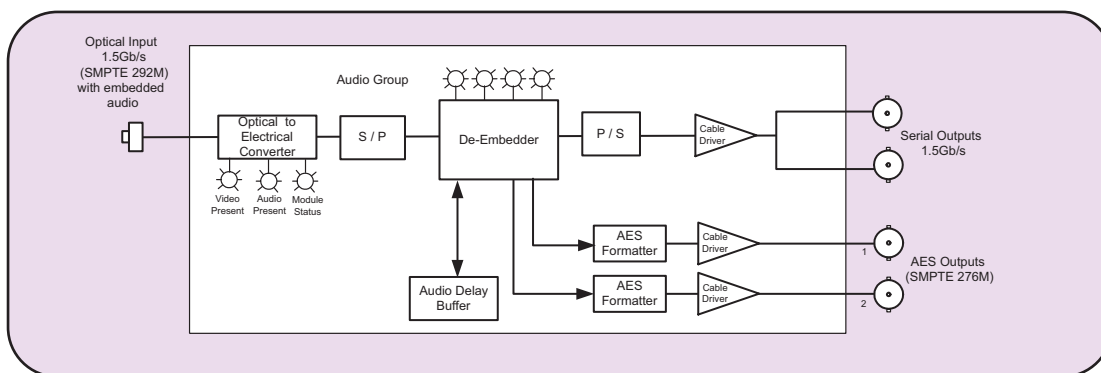 Optical Input
1.5Gb/s
(SMPTE 292M)
with embedded
audio
Audio Group
Optical to
Electrical
Converter
S / P
De-Embedder
P / S
Cable
Driver
Serial Outputs
1.5Gb/s
Video
Present
Audio
Present
Module
Status
Audio Delay
Buffer
AES
Formatter
Cable
Driver
1
AES
Formatter
Cable
Driver
2
AES Outputs
(SMPTE 276M)